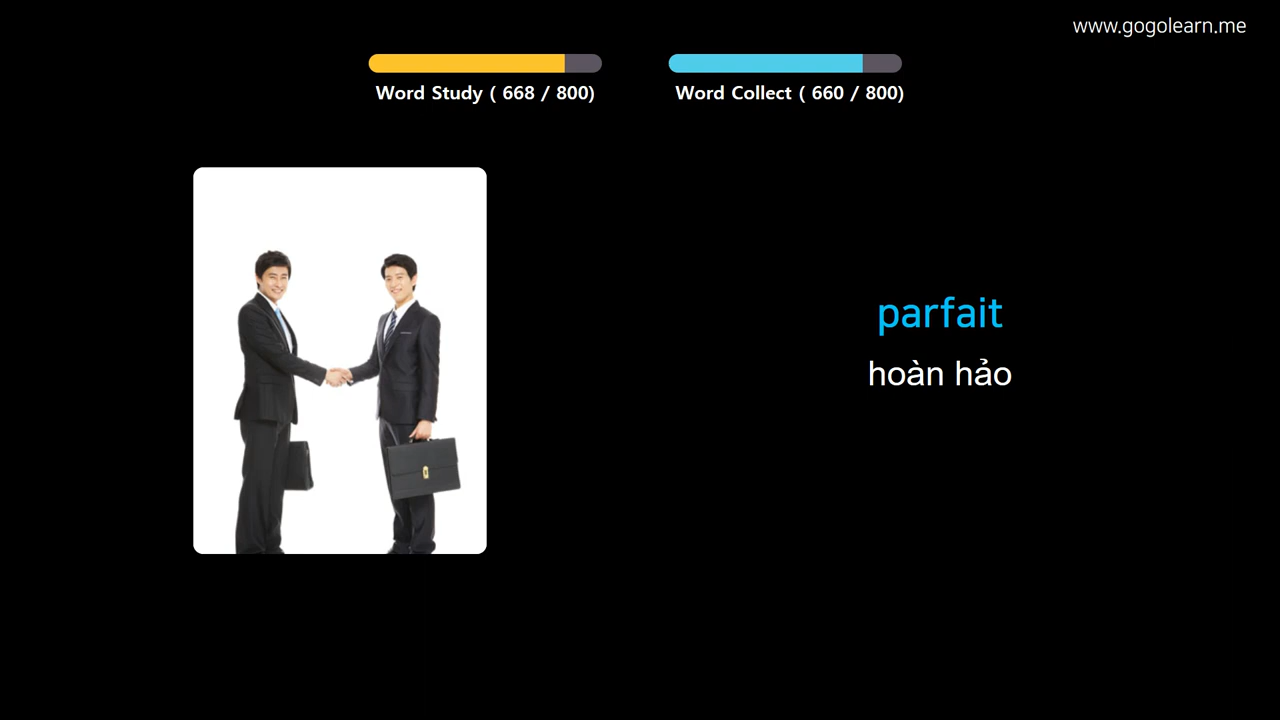 www.gogolearn.me
Word Study ( 668 / 800)
Word Collect ( 660 / 800)
parfait
hoàn hảo